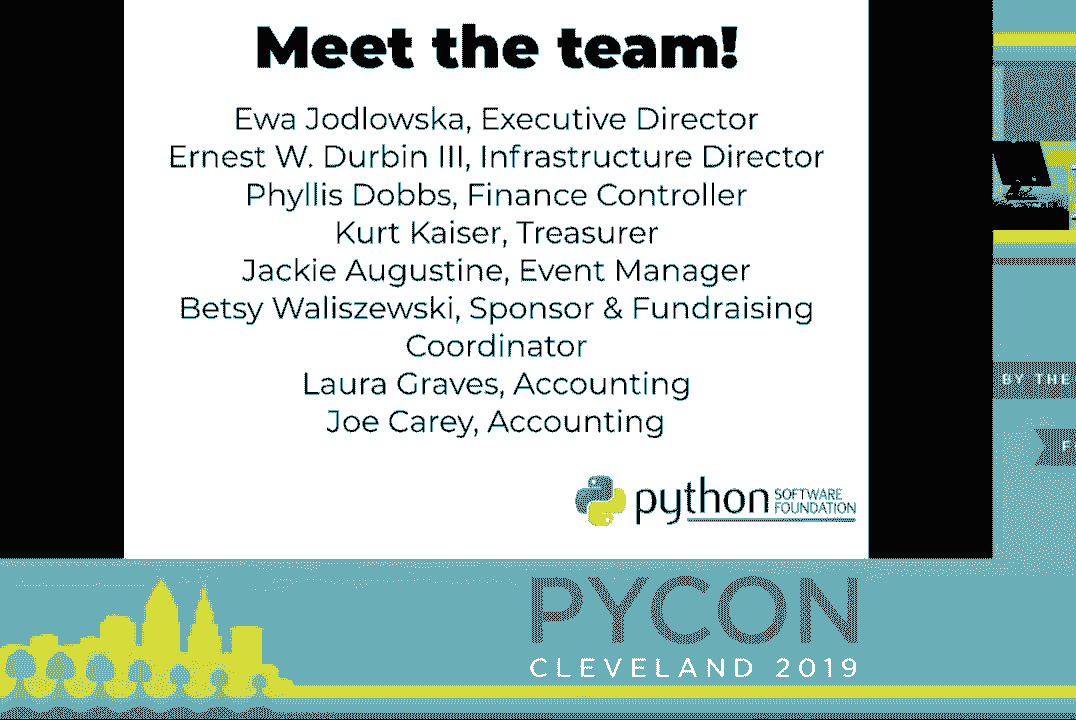 Meet the team!
Ewa Jodlowska, Executive Director
Ernest W. Durbin III, Infrastructure Director
Phyllis Dobbs, Finance Controller
Kurt Kaiser, Treasurer
Jackie Augustine, Event Manager
Betsy Waliszewski, Sponsor & Fundraising
Coordinator
Laura Graves, Accounting
Joe Carey, Accounting
python SOFTWARE
FOUNDATION
BY THE
PYCON
CLEVELAND 2019